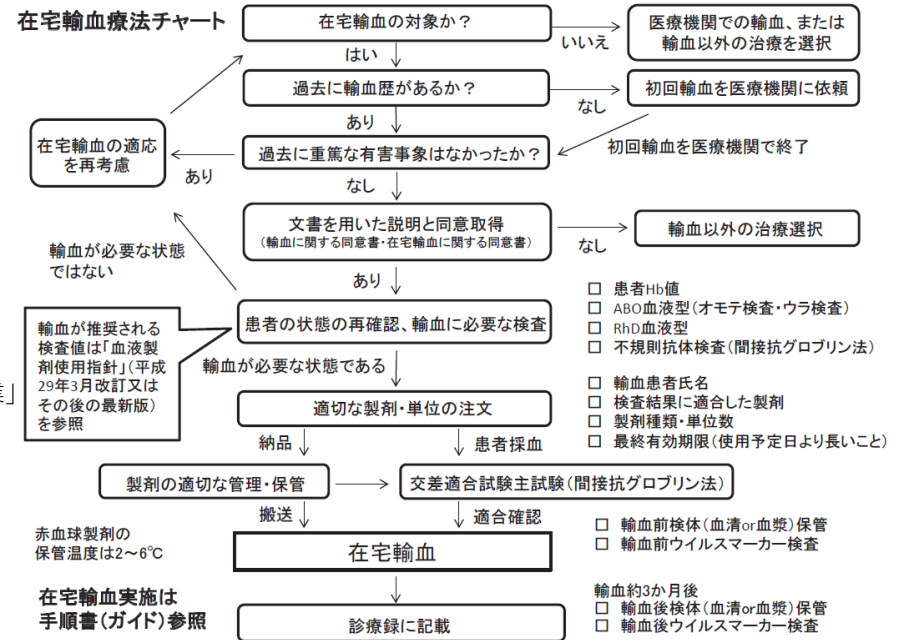 在宅輸血療法チャート
在宅輸血の対象か？
いいえ
医療機関での輸血、または
輸血以外の治療を選択
はい
過去に輸血歴があるか？
なし
初回輸血を医療機関に依頼
あり
初回輸血を医療機関で終了
在宅輸血の適応
を再考慮
あり
過去に重篤な有害事象はなかったか？
なし
文書を用いた説明と同意取得
（輸血に関する同意書・在宅輸血に関する同意書）
なし
輸血以外の治療選択
輸血が必要な状態
ではない
あり
患者の状態の再確認、輸血に必要な検査
□ 患者Hb値
□ ABO血液型（オモテ検査・ウラ検査）
□ RhD血液型
□ 不規則抗体検査（間接抗グロブリン法）
輸血が推奨される
検査値は「血液製
剤使用指針」（平成
29年3月改訂又は
その後の最新版）
を参照
輸血が必要な状態である
適切な製剤・単位の注文
□ 輸血患者氏名
□ 検査結果に適合した製剤
□ 製剤種類・単位数
□ 最終有効期限（使用予定日より長いこと）
」
納品
患者採血
製剤の適切な管理・保管
交差適合試験主試験（間接抗グロブリン法）
搬送
適合確認
赤血球製剤の
保管温度は2～6℃
在宅輸血
□ 輸血前検体（血清or血漿）保管
□ 輸血前ウイルスマーカー検査
在宅輸血実施は
手順書（ガイド）参照
診療録に記載
輸血約3か月後
□ 輸血後検体（血清or血漿）保管
□ 輸血後ウイルスマーカー検査